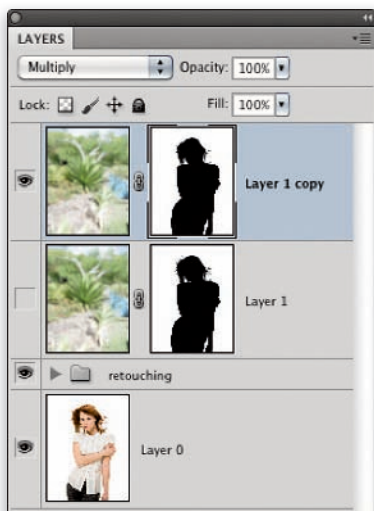 LAYERS
Multiply Opacity: 100%
Lock: Fill: 100%
Layer 1 copy
Layer 1
retouching
Layer 0